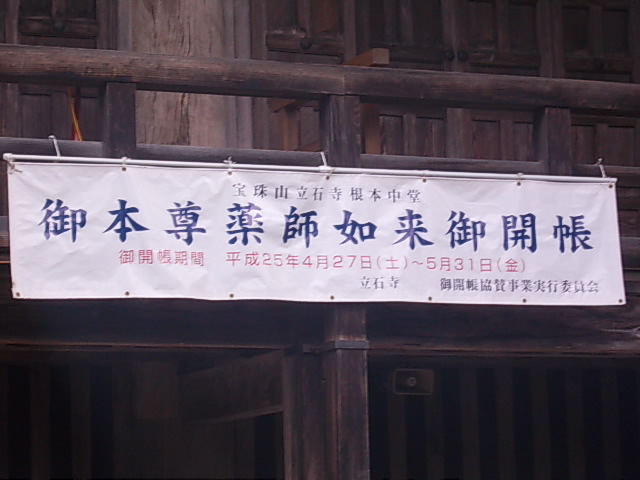 宝珠山立石寺根本中堂
御本尊薬師如来御開帳
御開帳期間 平成25年4月27日(土)~5月31日(金)
立石寺 御開帳協賛事業実行委員会